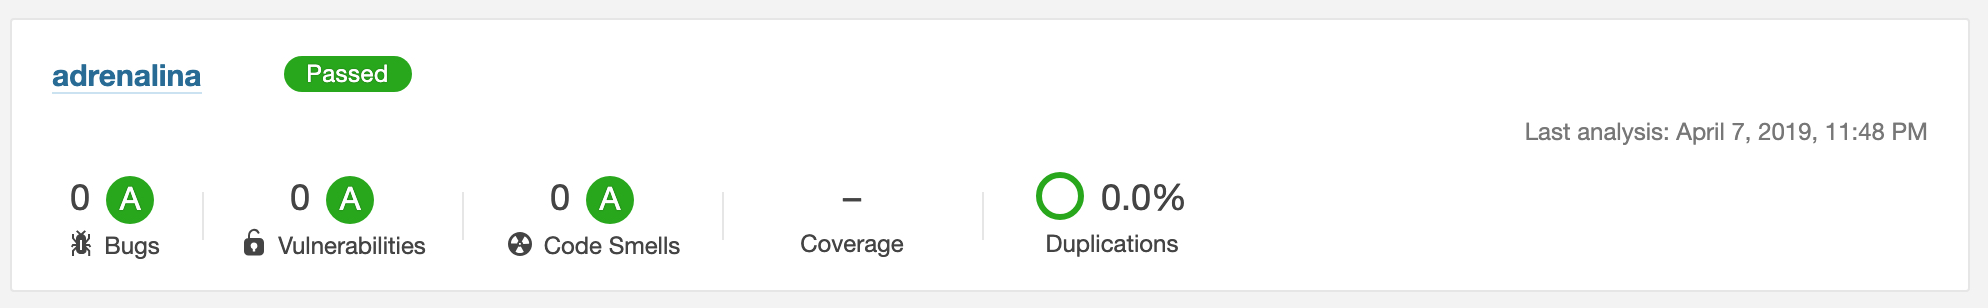 adrenalina Passed
Last analysis: April 7, 2019, 11:48 PM
0 A 0 A 0 A – 0.0%
Bugs Vulnerabilities Code Smells Coverage Duplications